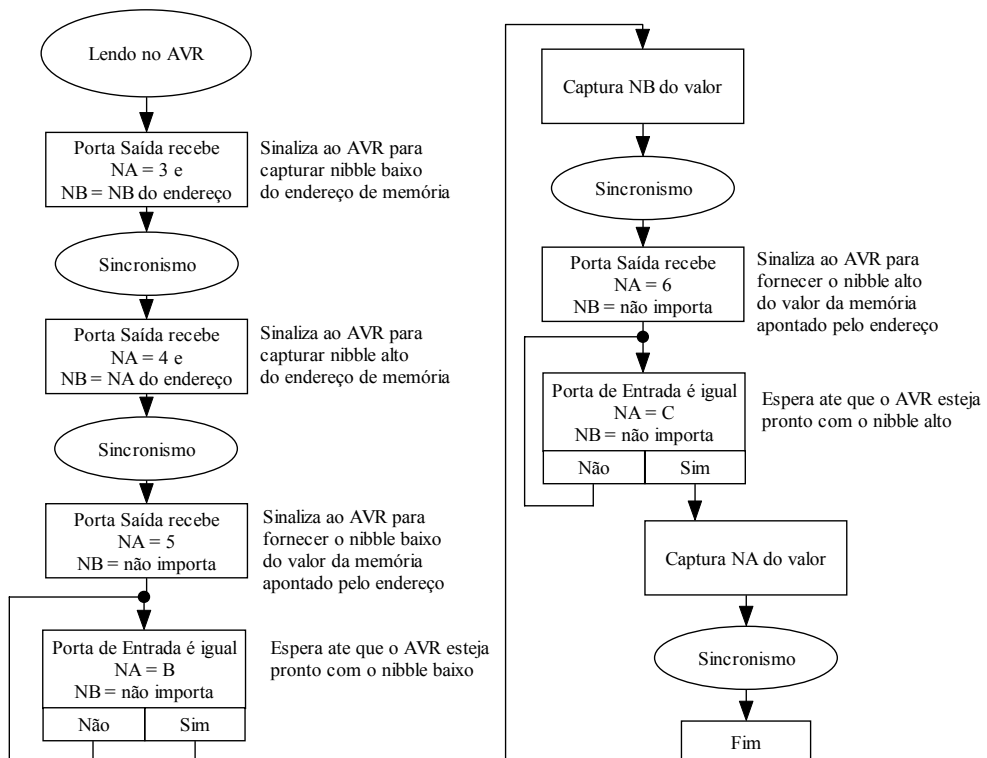 Lendo no AVR
Porta Saída recebe
NA = 3 e
NB = NB do endereço
Sinaliza ao AVR para
capturar nibble baixo
do endereço de memória
Sincronismo
Porta Saída recebe
NA = 4 e
NB = NA do endereço
Sinaliza ao AVR para
capturar nibble alto
do endereço de memória
Sincronismo
Porta Saída recebe
NA = 5
NB = não importa
Sinaliza ao AVR para
fornecer o nibble baixo
do valor da memória
apontado pelo endereço
Porta de Entrada é igual
NA = B
NB = não importa
Não
Sim
Espera ate que o AVR esteja
pronto com o nibble baixo
Captura NB do valor
Sincronismo
Porta Saída recebe
NA = 6
NB = não importa
Sinaliza ao AVR para
fornecer o nibble alto
do valor da memória
apontado pelo endereço
Porta de Entrada é igual
NA = C
NB = não importa
Não
Sim
Espera ate que o AVR esteja
pronto com o nibble alto
Captura NA do valor
Sincronismo
Fim